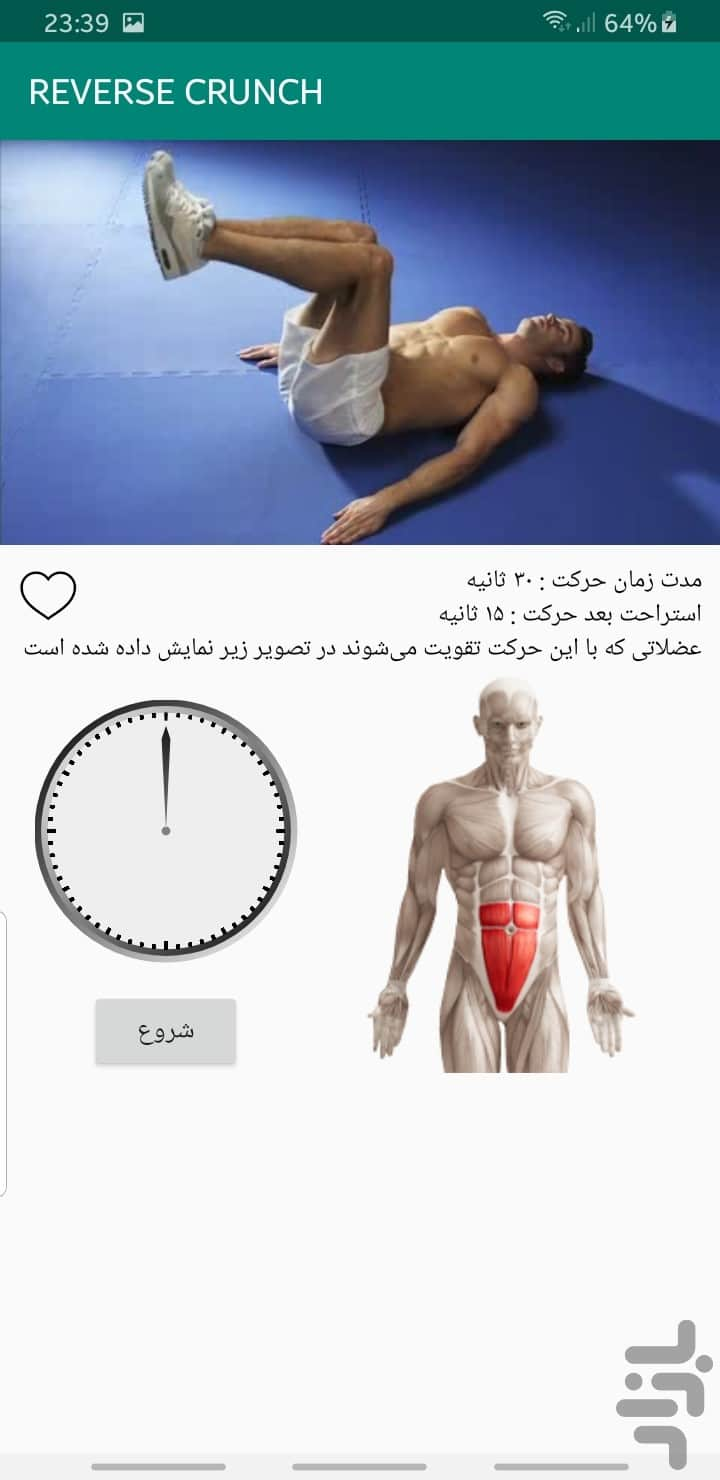 23:39 64%
REVERSE CRUNCH
مدت زمان حرکت : ۳۰ ثانیه
استراحت بعد حرکت : ۱۵ ثانیه
عضلاتی که با این حرکت تقویت می‌شوند در تصویر زیر نمایش داده شده است
شروع
بازار